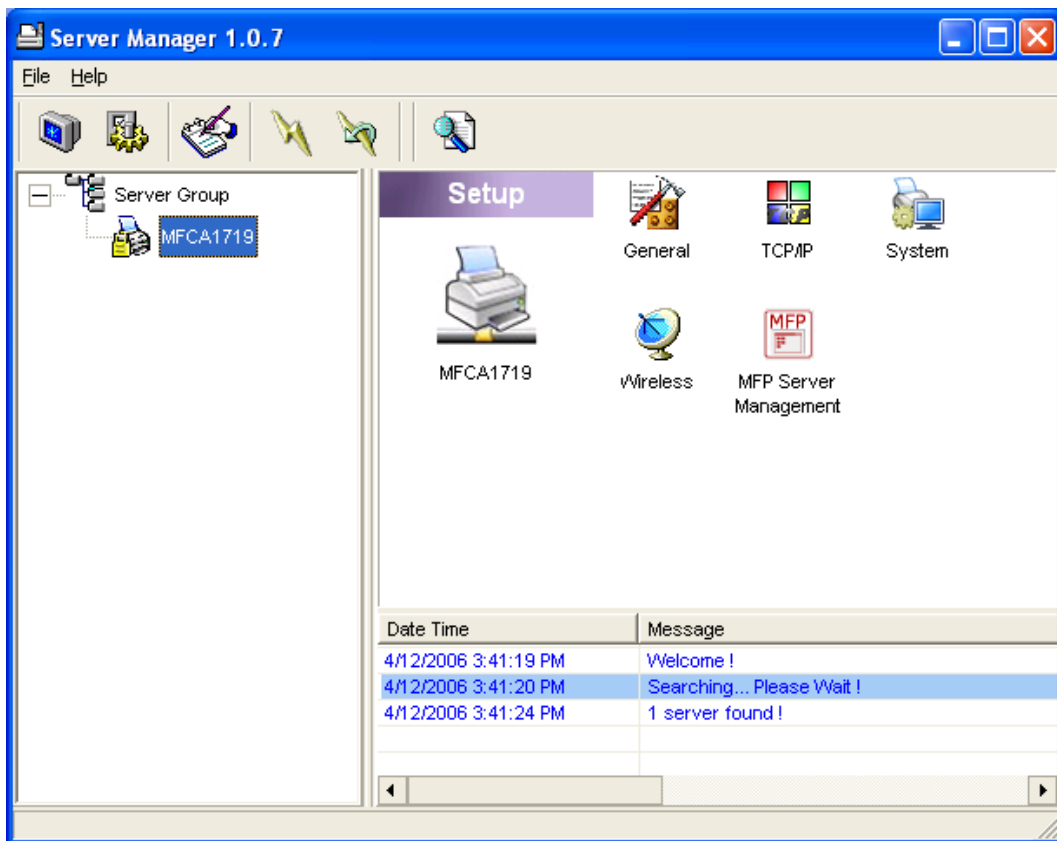 Server Manager 1.0.7
File Help
Server Group
MFCA1719
Setup
MFCA1719
General
TCP/IP
System
Wireless
MFP
MFP Server
Management
Date Time Message
4/12/2006 3:41:19 PM Welcome !
4/12/2006 3:41:20 PM Searching... Please Wait !
4/12/2006 3:41:24 PM 1 server found !